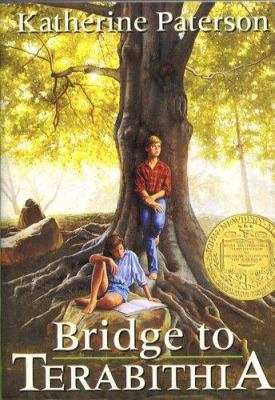 Katherine Paterson
Bridge to
TERABITHIA